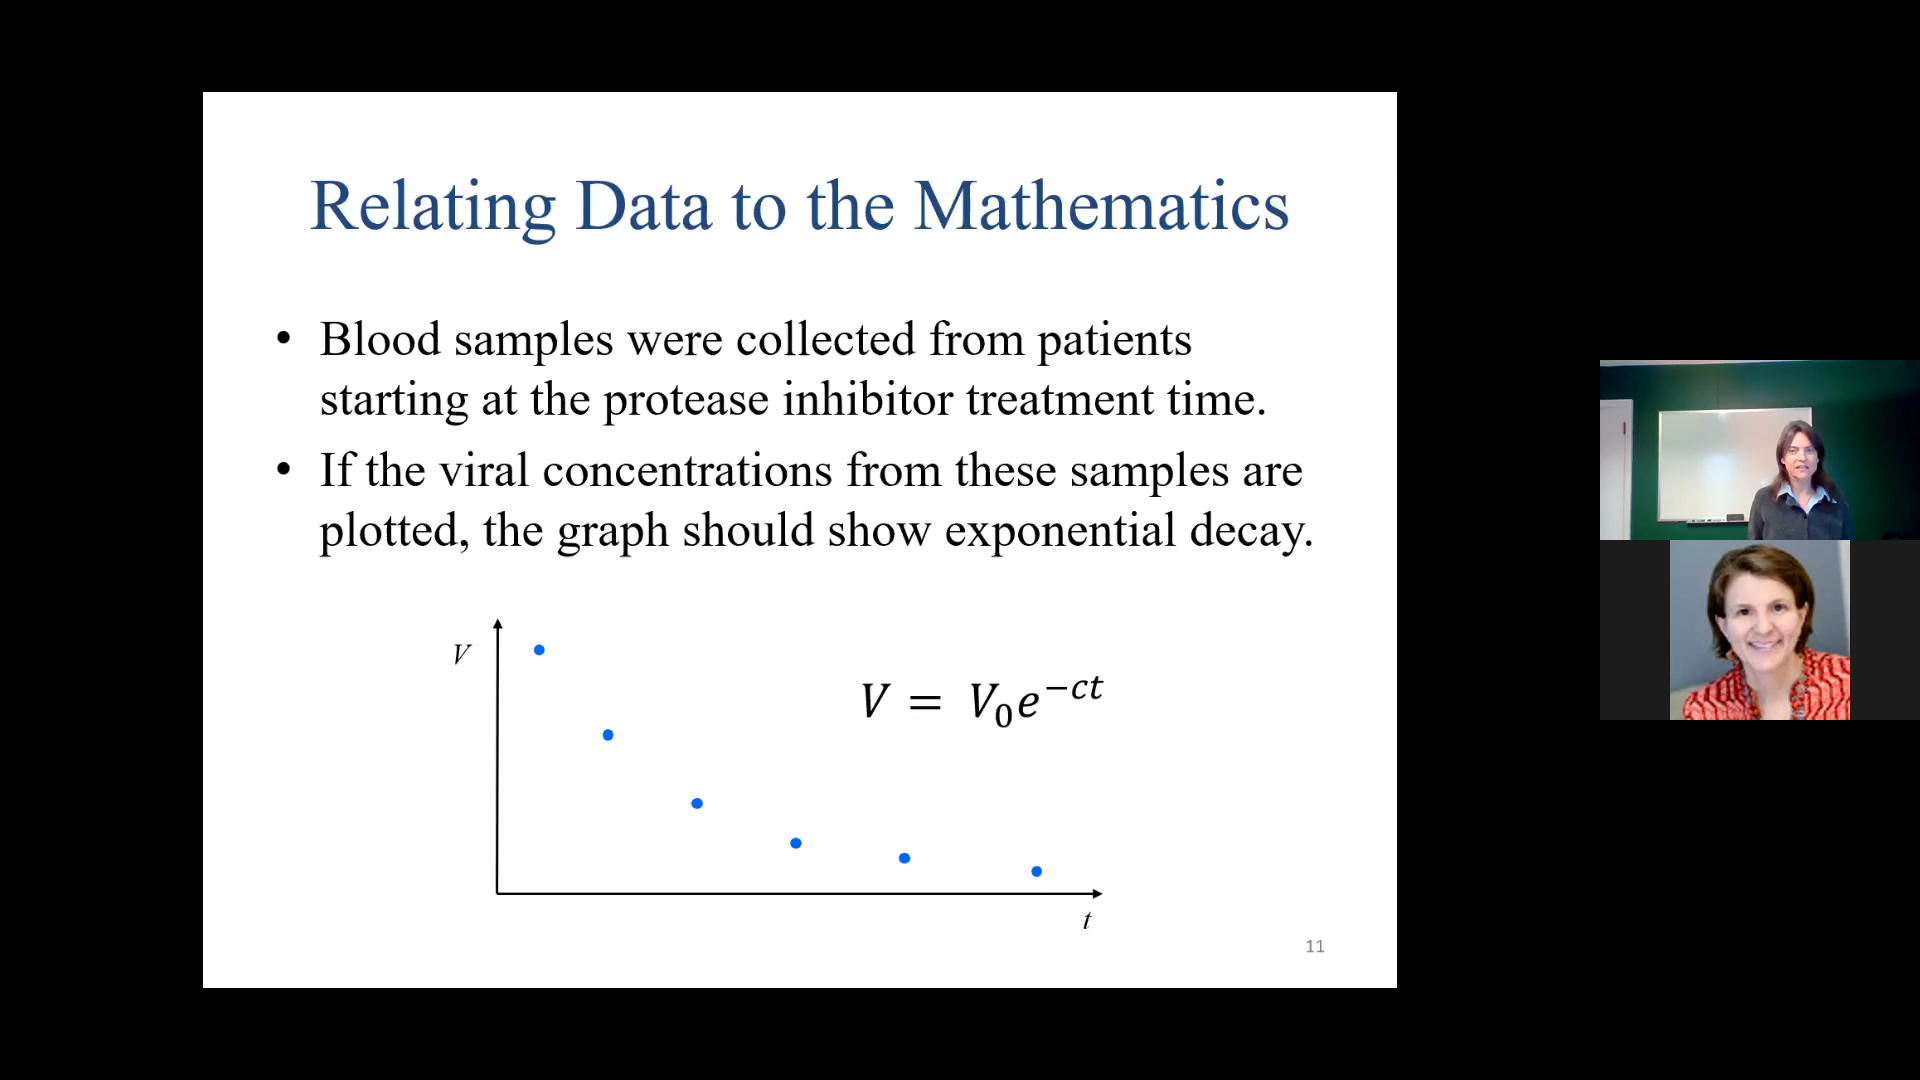 Relating Data to the Mathematics
• Blood samples were collected from patients
starting at the protease inhibitor treatment time.
• If the viral concentrations from these samples are
plotted, the graph should show exponential decay.
V
V = V₀e⁻ᶜᵗ
t
11